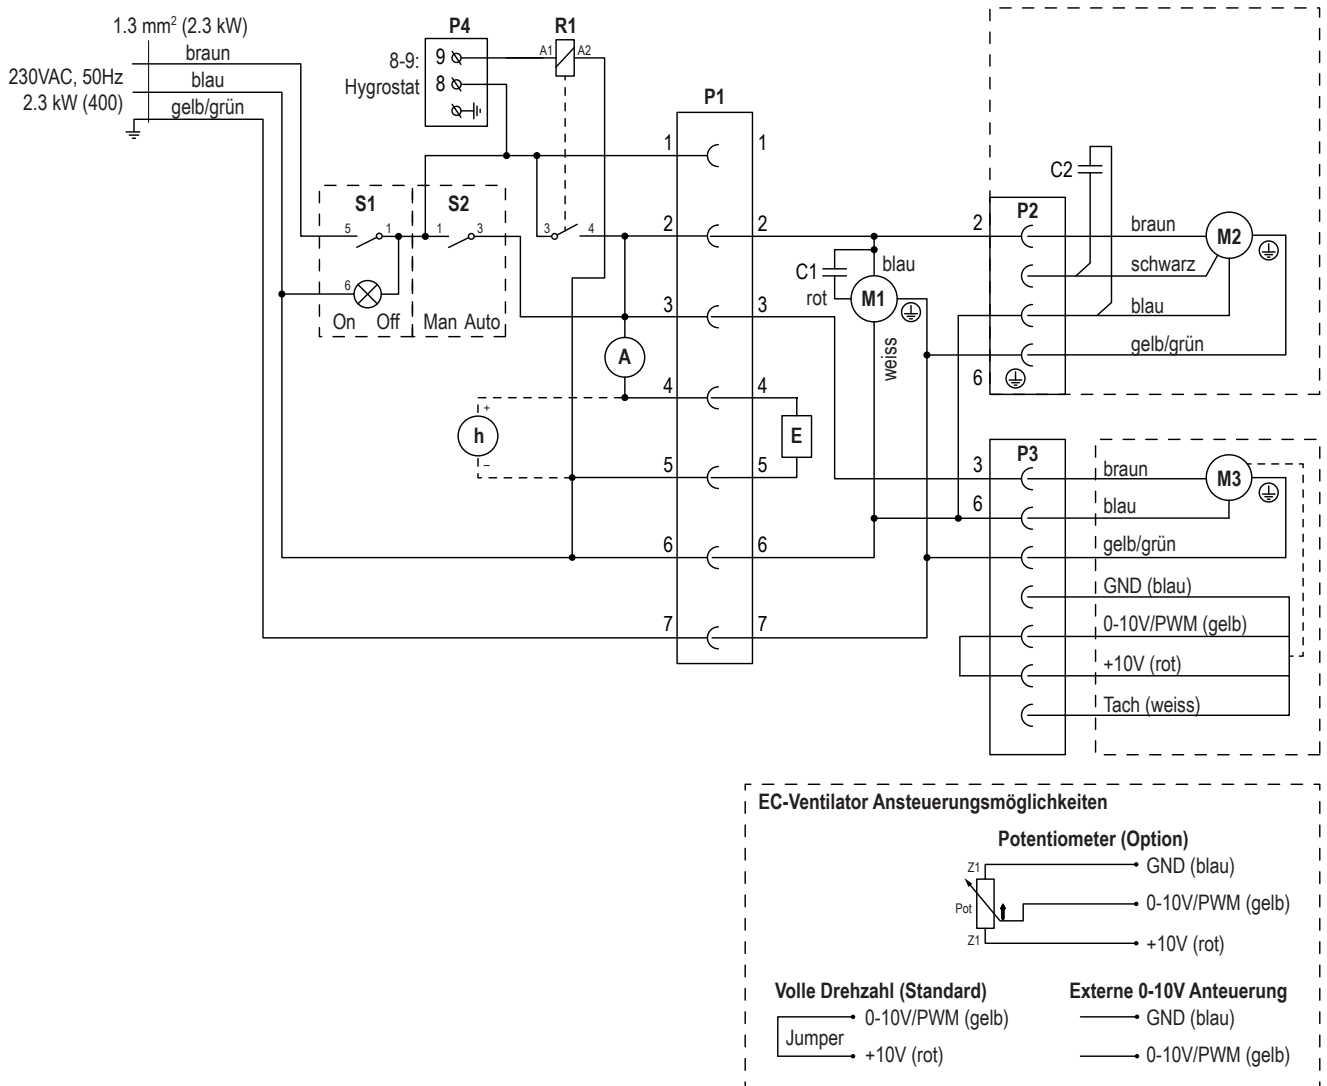 1.3 mm² (2.3 kW)
braun
230VAC, 50Hz
blau
2.3 kW (400)
gelb/grün
P4
R1
8-9:
Hygrostat
9
8
A1
A2
P1
1
1
S1
S2
5
1
1
3
3
4
2
2
6
On
Off
Man
Auto
3
3
A
4
4
h
+
–
E
5
5
6
6
7
7
C1
blau
rot
M1
weiss
C2
P2
2
braun
M2
schwarz
blau
gelb/grün
6
P3
3
braun
M3
6
blau
gelb/grün
GND (blau)
0-10V/PWM (gelb)
+10V (rot)
Tach (weiss)
EC-Ventilator Ansteuerungsmöglichkeiten
Potentiometer (Option)
Z1
GND (blau)
Pot
0-10V/PWM (gelb)
Z1
+10V (rot)
Volle Drehzahl (Standard)
0-10V/PWM (gelb)
Jumper
+10V (rot)
Externe 0-10V Anteuerung
GND (blau)
0-10V/PWM (gelb)